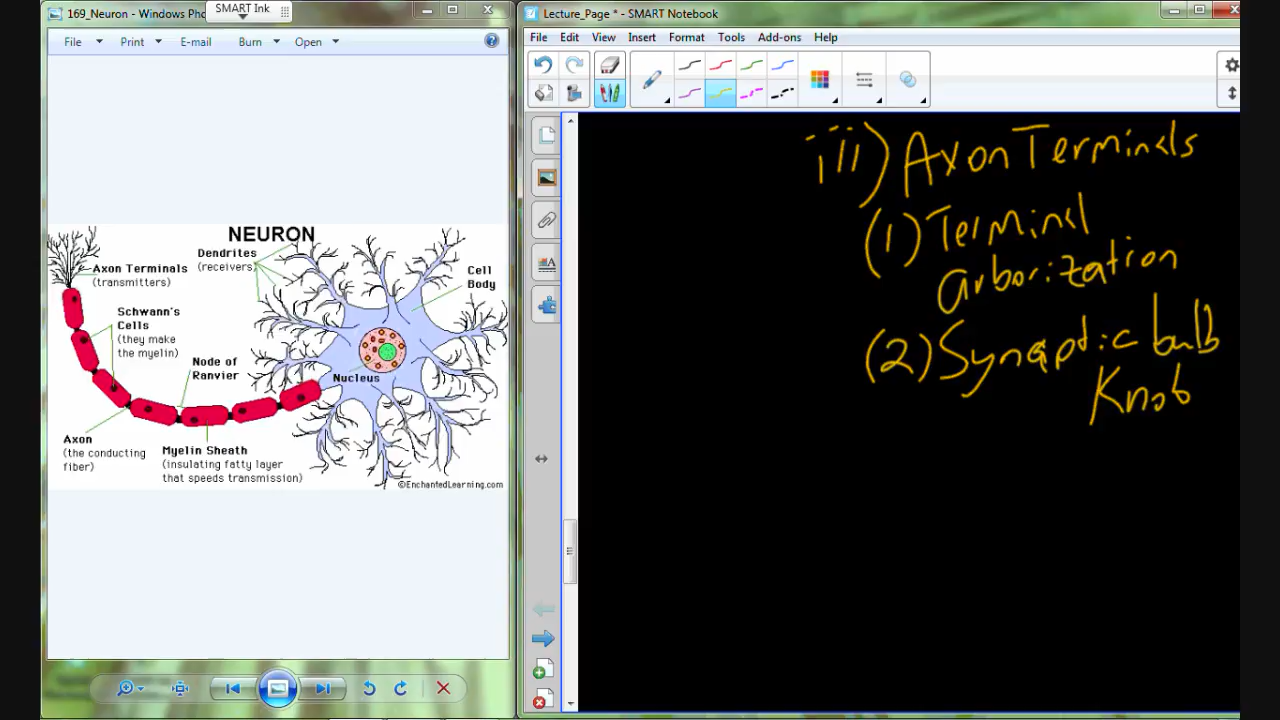 169_Neuron - Windows Pho
SMART Ink
File Print E-mail Burn Open
NEURON
Dendrites
(receivers)
Cell
Body
Axon Terminals
(transmitters)
Schwann's
Cells
(they make
the myelin)
Node of
Ranvier
Nucleus
Axon
(the conducting
fiber)
Myelin Sheath
(insulating fatty layer
that speeds transmission)
©EnchantedLearning.com
Lecture_Page * - SMART Notebook
File Edit View Insert Format Tools Add-ons Help
iii) Axon Terminals
(1) Terminal
Arborization
(2) Synaptic bulb
Knob